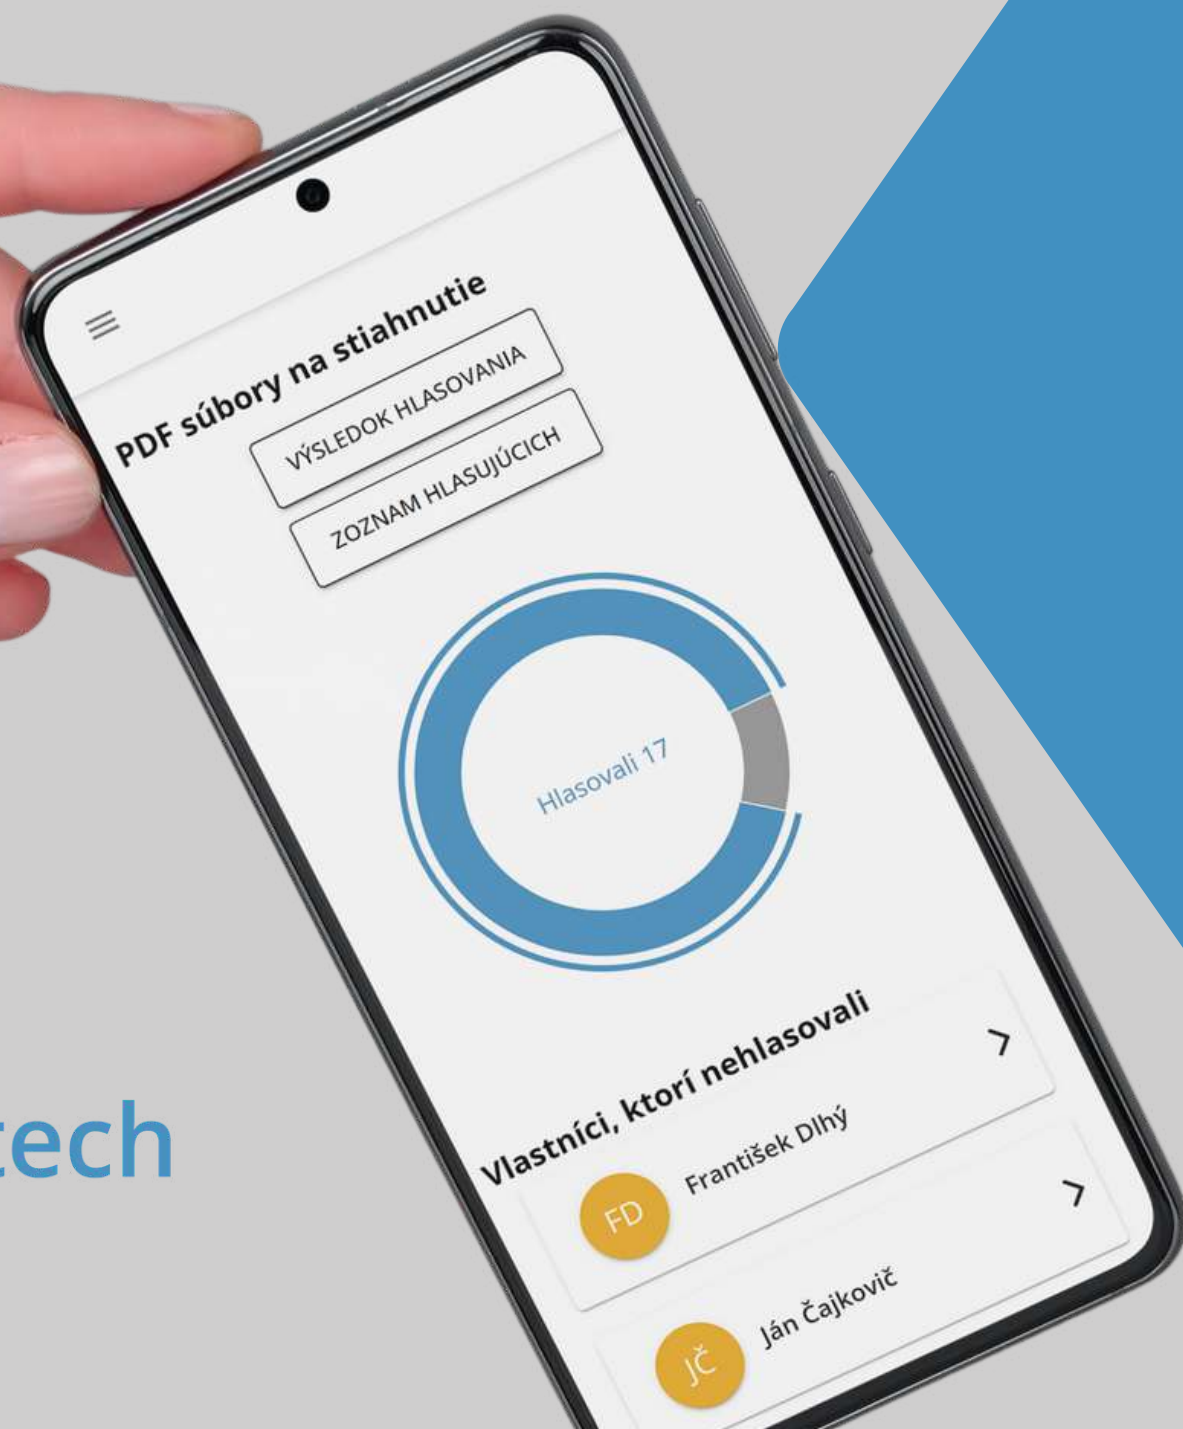 PDF súbory na stiahnutie
VÝSLEDOK HLASOVANIA
ZOZNAM HLASUJÚCICH
Hlasovali 17
Vlastníci, ktorí nehlasovali
FD
František Dlhý
JČ
Ján Čajkovič
tech